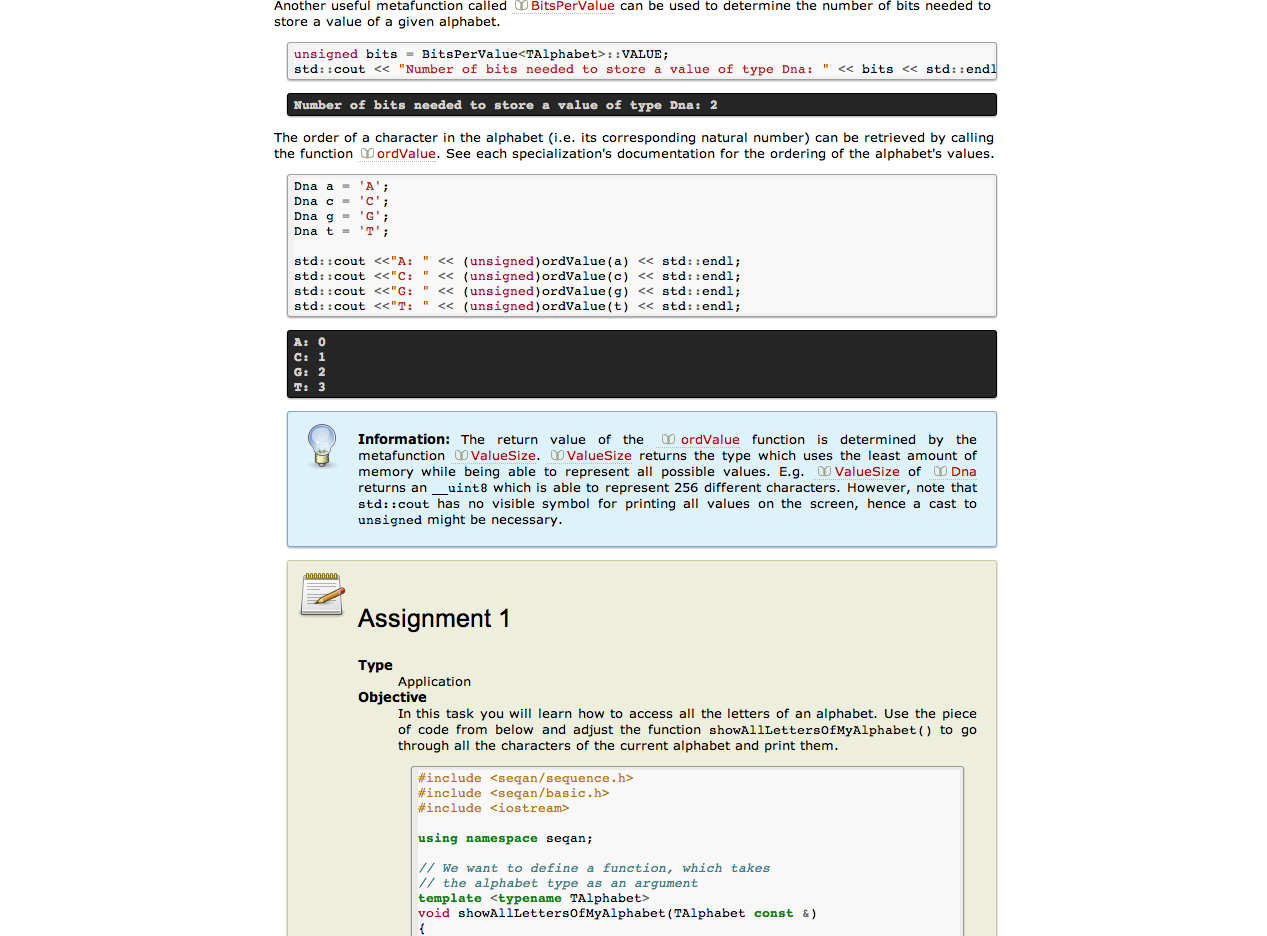 Another useful metafunction called BitsPerValue can be used to determine the number of bits needed to
store a value of a given alphabet.
unsigned bits = BitsPerValue<TAlphabet>::VALUE;
std::cout << "Number of bits needed to store a value of type Dna: " << bits << std::endl
Number of bits needed to store a value of type Dna: 2
The order of a character in the alphabet (i.e. its corresponding natural number) can be retrieved by calling
the function ordValue. See each specialization's documentation for the ordering of the alphabet's values.
Dna a = 'A';
Dna c = 'C';
Dna g = 'G';
Dna t = 'T';
std::cout <<"A: " << (unsigned)ordValue(a) << std::endl;
std::cout <<"C: " << (unsigned)ordValue(c) << std::endl;
std::cout <<"G: " << (unsigned)ordValue(g) << std::endl;
std::cout <<"T: " << (unsigned)ordValue(t) << std::endl;
A: 0
C: 1
G: 2
T: 3
Information: The return value of the ordValue function is determined by the
metafunction ValueSize. ValueSize returns the type which uses the least amount of
memory while being able to represent all possible values. E.g. ValueSize of Dna
returns an __uint8 which is able to represent 256 different characters. However, note that
std::cout has no visible symbol for printing all values on the screen, hence a cast to
unsigned might be necessary.
Assignment 1
Type
Application
Objective
In this task you will learn how to access all the letters of an alphabet. Use the piece
of code from below and adjust the function showAllLettersOfMyAlphabet() to go
through all the characters of the current alphabet and print them.
#include <seqan/sequence.h>
#include <seqan/basic.h>
#include <iostream>
using namespace seqan;
// We want to define a function, which takes
// the alphabet type as an argument
template <typename TAlphabet>
void showAllLettersOfMyAlphabet(TAlphabet const &)
{